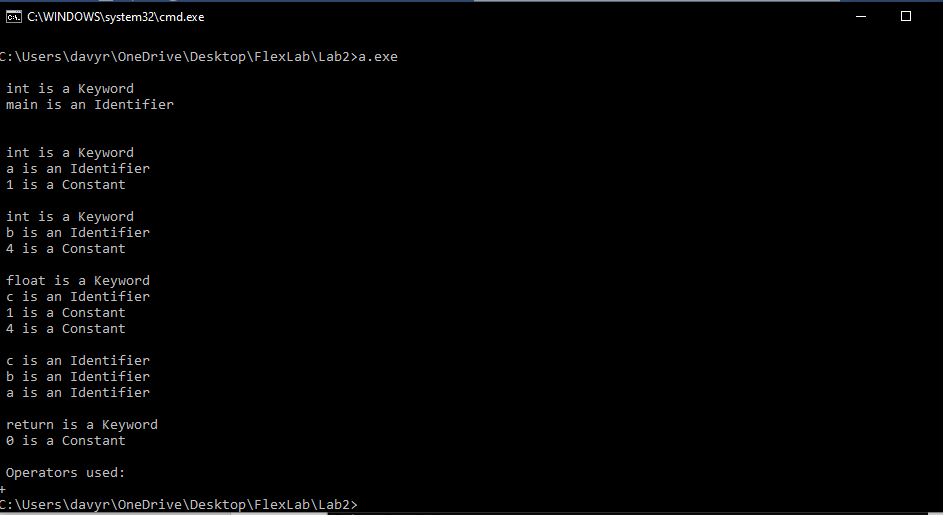 C:\WINDOWS\system32\cmd.exe
C:\Users\davyr\OneDrive\Desktop\FlexLab\Lab2>a.exe
int is a Keyword
main is an Identifier
int is a Keyword
a is an Identifier
1 is a Constant
int is a Keyword
b is an Identifier
4 is a Constant
float is a Keyword
c is an Identifier
1 is a Constant
4 is a Constant
c is an Identifier
b is an Identifier
a is an Identifier
return is a Keyword
0 is a Constant
Operators used:
+
C:\Users\davyr\OneDrive\Desktop\FlexLab\Lab2>